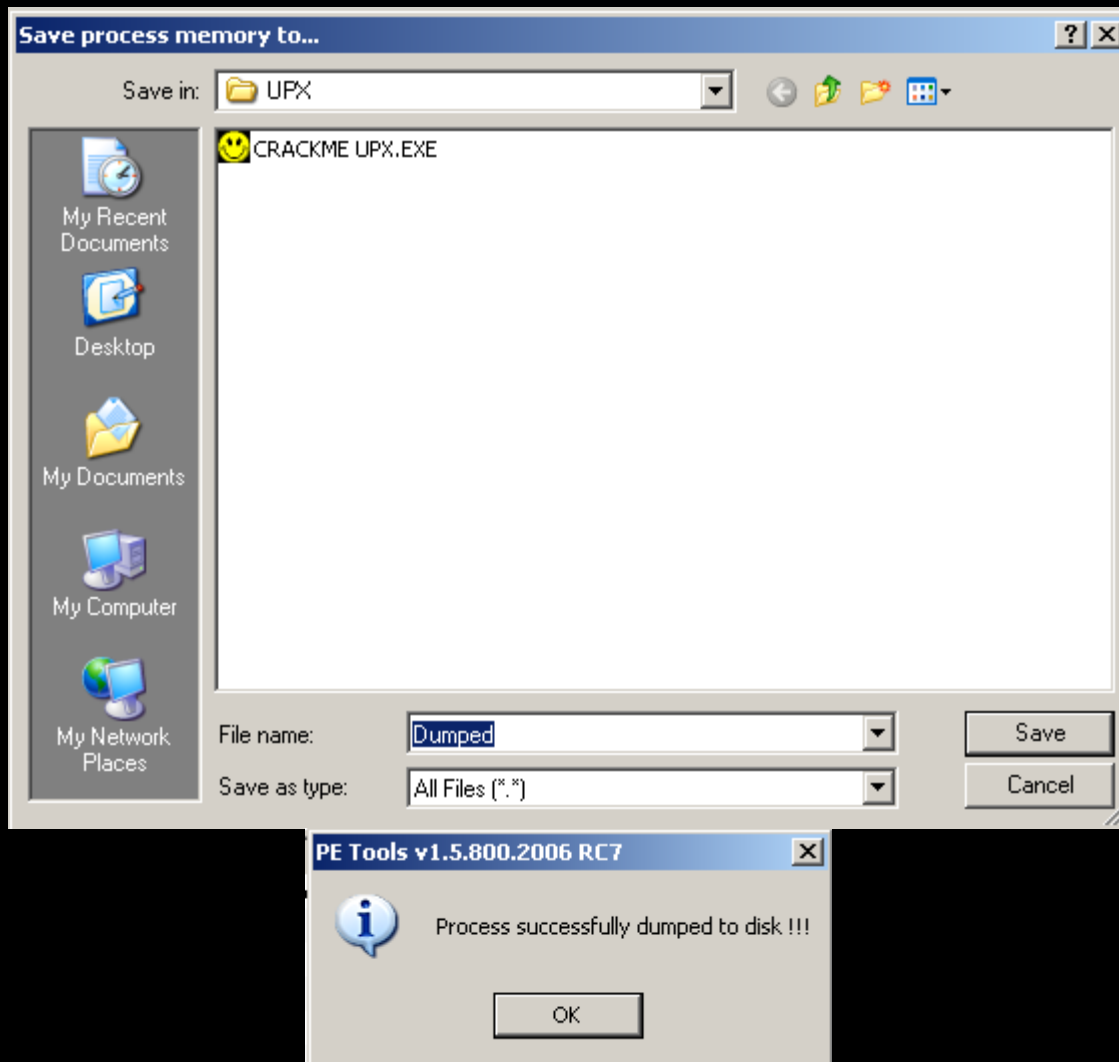 Save process memory to...
Save in:
UPX
CRACKME UPX.EXE
My Recent
Documents
Desktop
My Documents
My Computer
My Network
Places
File name:
Dumped
Save
Save as type:
All Files (*.*)
Cancel
PE Tools v1.5.800.2006 RC7
Process successfully dumped to disk !!!
OK